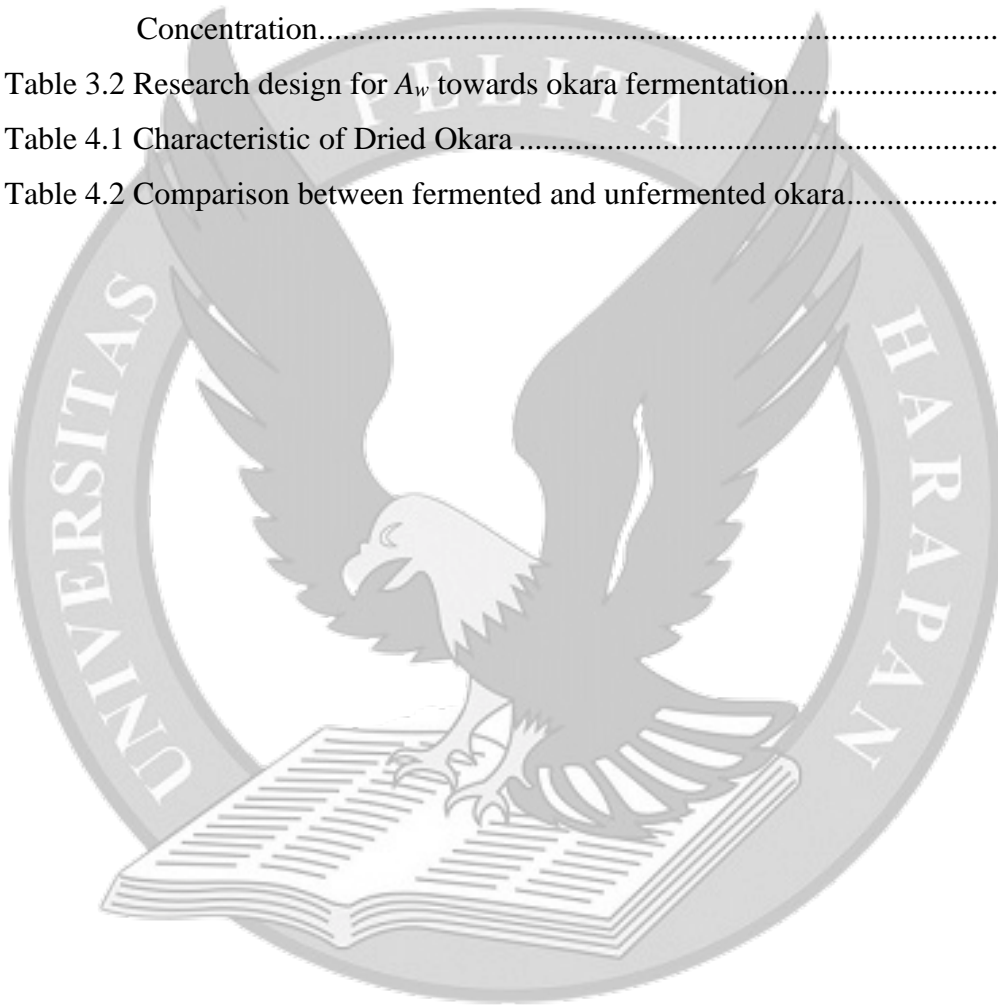 Concentration..........................................................................................
Table 3.2 Research design for Aw towards okara fermentation...........................
Table 4.1 Characteristic of Dried Okara ...............................................................
Table 4.2 Comparison between fermented and unfermented okara...................
UNIVERSITAS PELITA HARAPAN